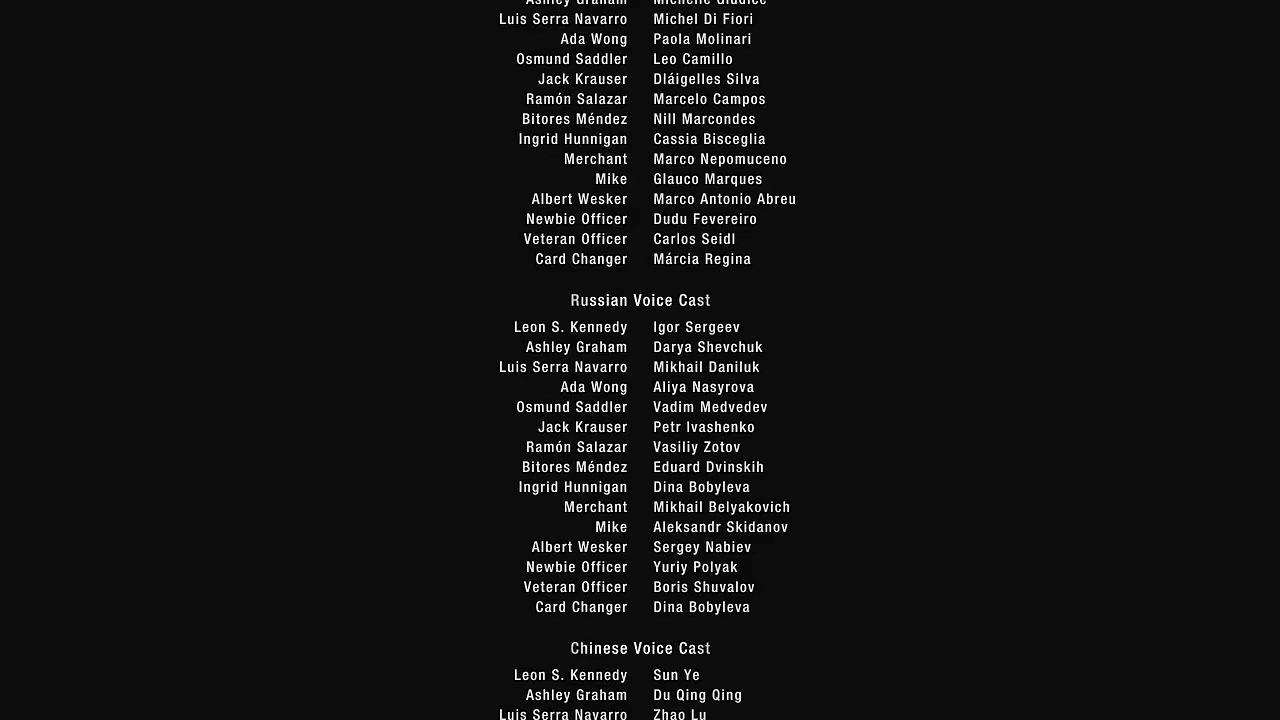 Ashley Graham Michelle Giudice
Luis Serra Navarro Michel Di Fiori
Ada Wong Paola Molinari
Osmund Saddler Leo Camillo
Jack Krauser Dláigelles Silva
Ramón Salazar Marcelo Campos
Bitores Méndez Nill Marcondes
Ingrid Hunnigan Cassia Bisceglia
Merchant Marco Nepomuceno
Mike Glauco Marques
Albert Wesker Marco Antonio Abreu
Newbie Officer Dudu Fevereiro
Veteran Officer Carlos Seidl
Card Changer Márcia Regina
Russian Voice Cast
Leon S. Kennedy Igor Sergeev
Ashley Graham Darya Shevchuk
Luis Serra Navarro Mikhail Daniluk
Ada Wong Aliya Nasyrova
Osmund Saddler Vadim Medvedev
Jack Krauser Petr Ivashenko
Ramón Salazar Vasiliy Zotov
Bitores Méndez Eduard Dvinskih
Ingrid Hunnigan Dina Bobyleva
Merchant Mikhail Belyakovich
Mike Aleksandr Skidanov
Albert Wesker Sergey Nabiev
Newbie Officer Yuriy Polyak
Veteran Officer Boris Shuvalov
Card Changer Dina Bobyleva
Chinese Voice Cast
Leon S. Kennedy Sun Ye
Ashley Graham Du Qing Qing
Luis Serra Navarro Zhao Lu